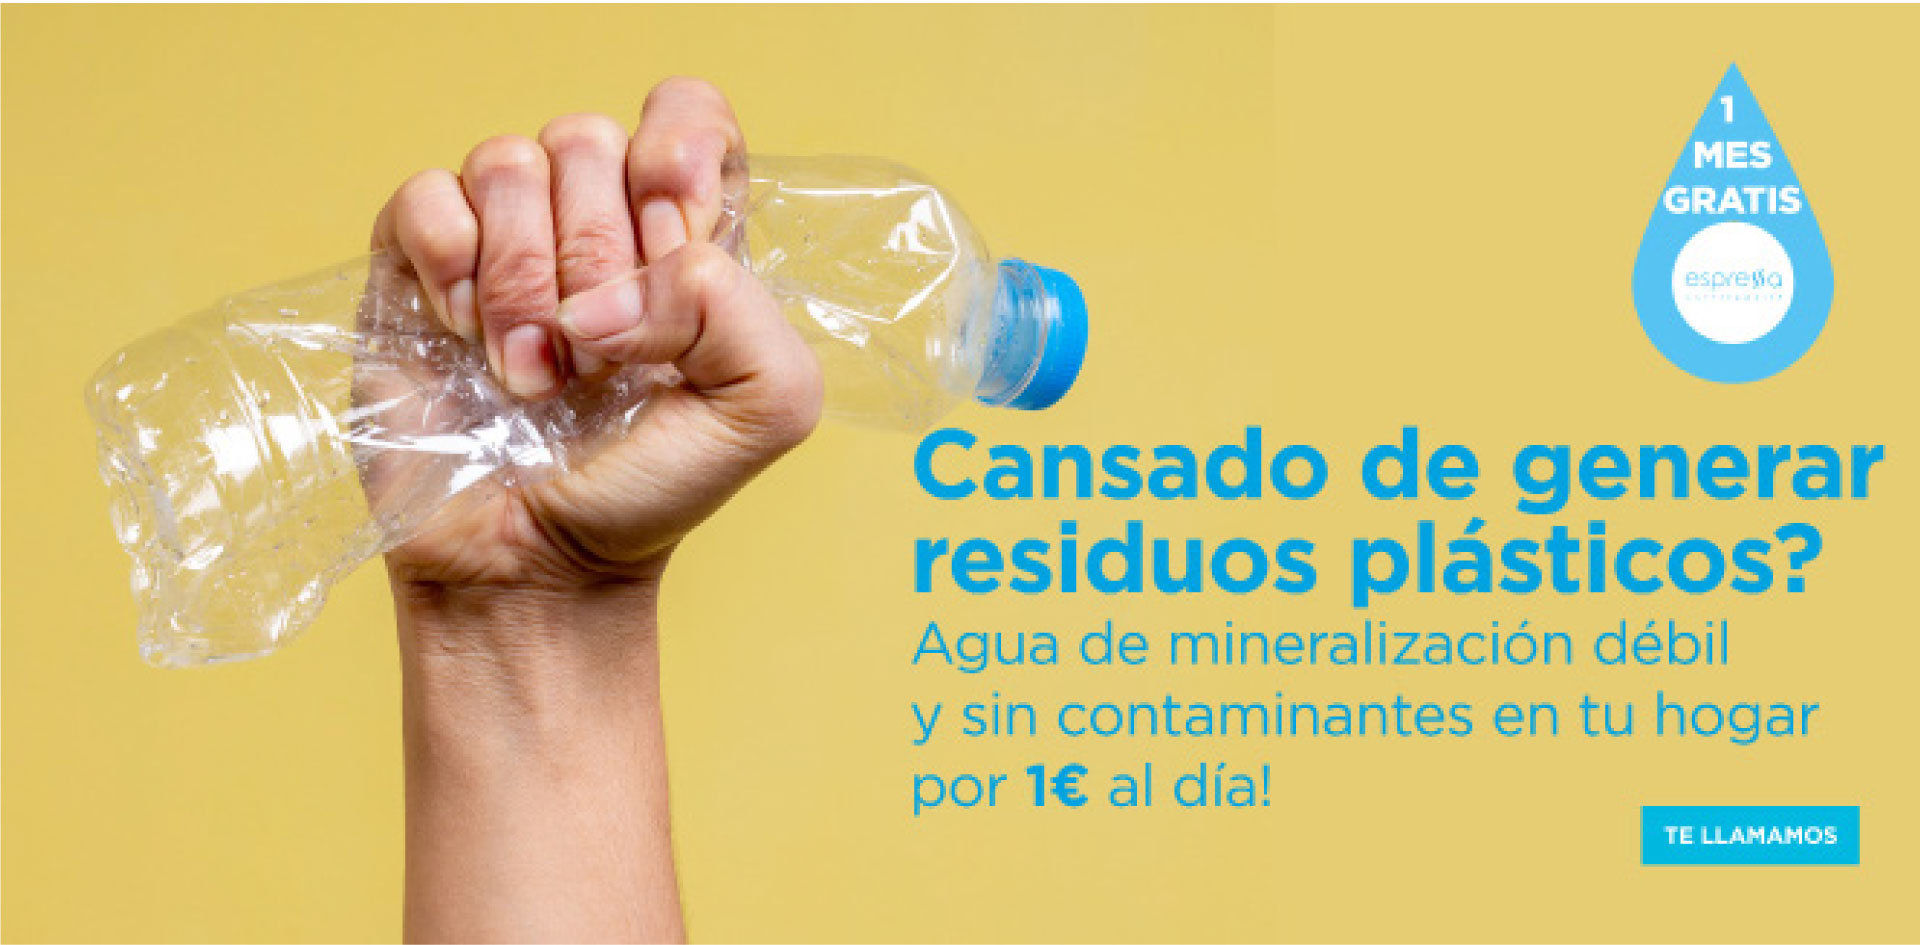 1
MES
GRATIS
espressa
Cansado de generar
residuos plásticos?
Agua de mineralización débil
y sin contaminantes en tu hogar
por 1€ al día!
TE LLAMAMOS